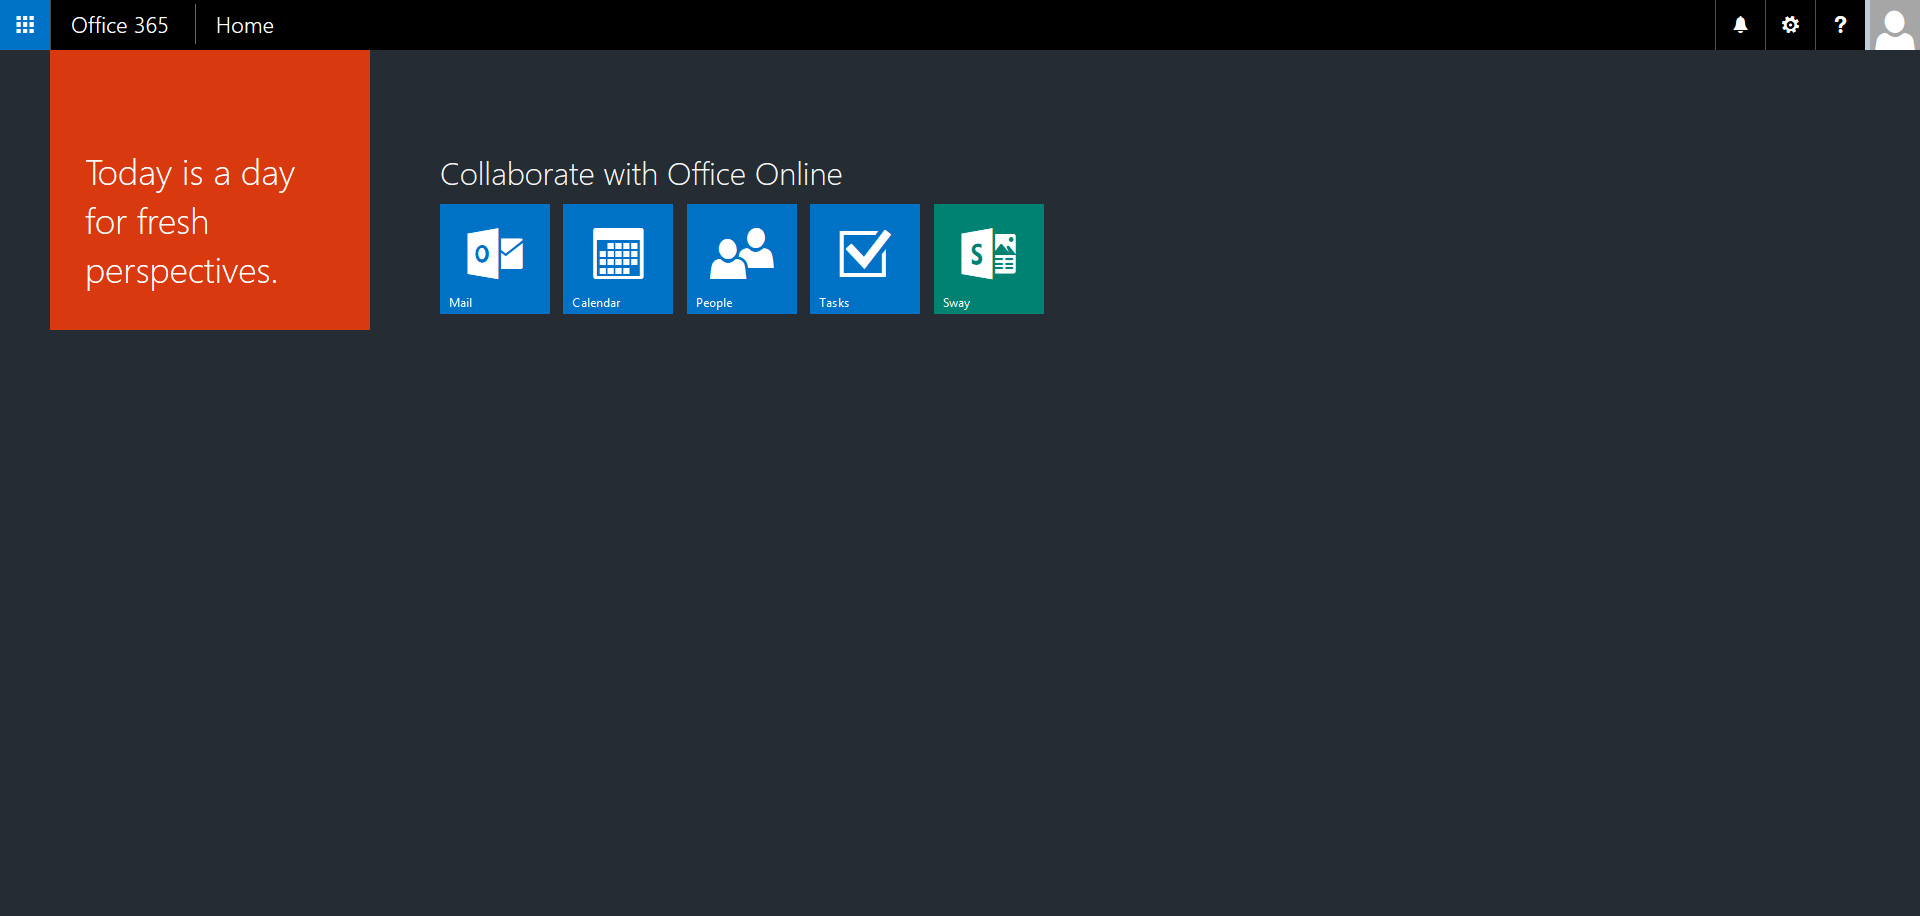 Office 365
Home
?
Today is a day
for fresh
perspectives.
Collaborate with Office Online
O
S
Mail
Calendar
People
Tasks
Sway